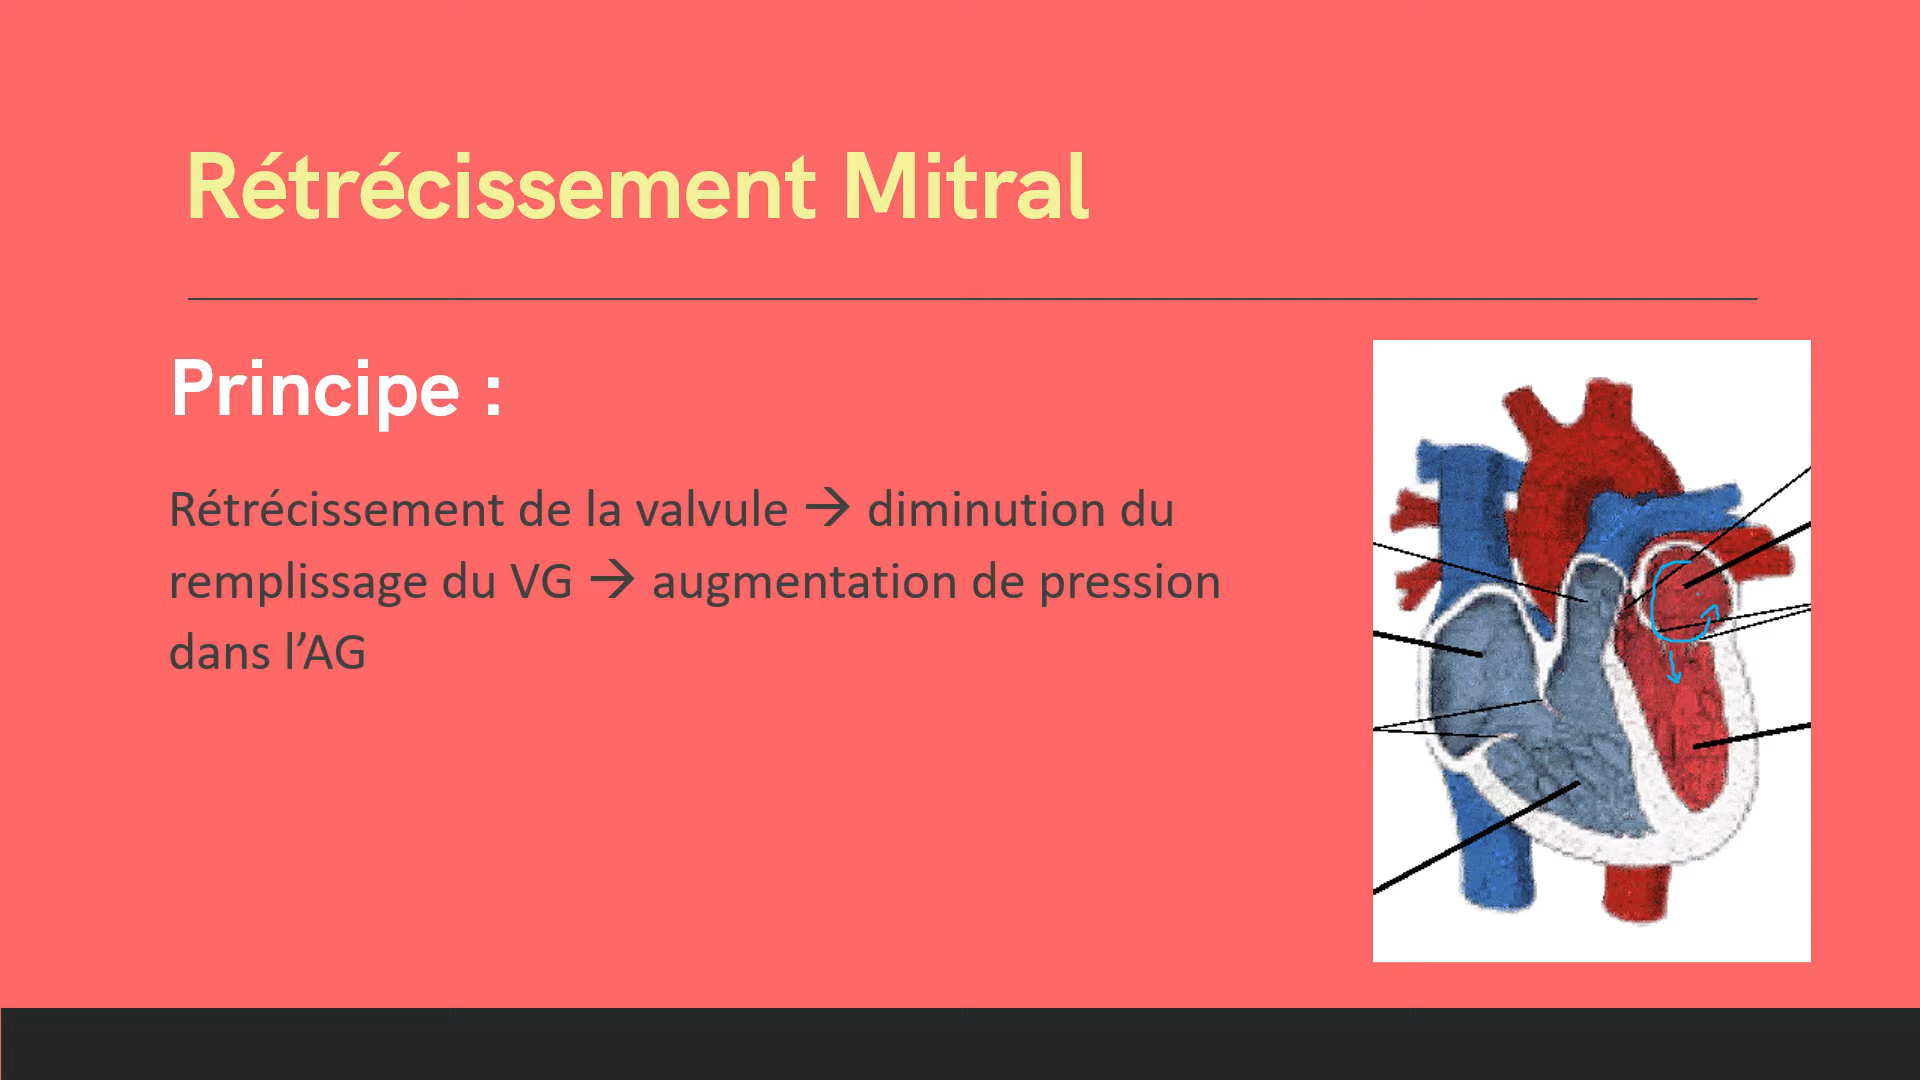 Rétrécissement Mitral
Principe :
Rétrécissement de la valvule → diminution du
remplissage du VG → augmentation de pression
dans l’AG